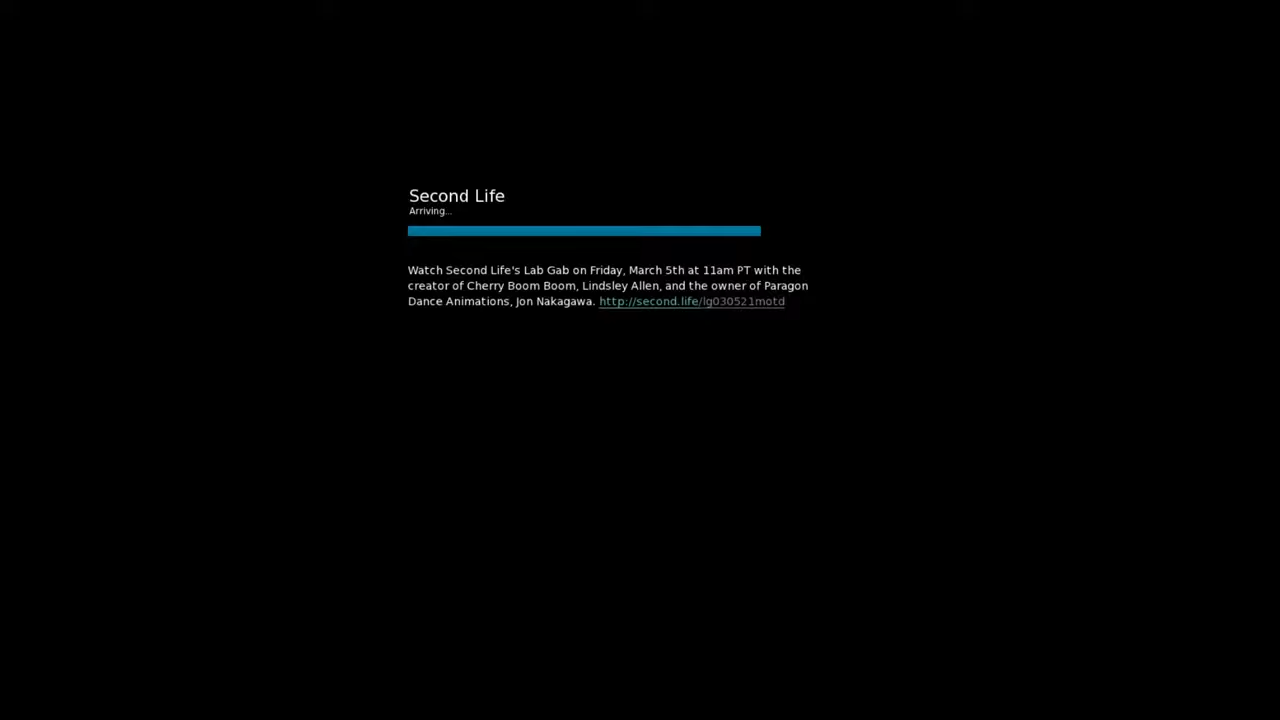 Second Life
Arriving...
Watch Second Life's Lab Gab on Friday, March 5th at 11am PT with the
creator of Cherry Boom Boom, Lindsley Allen, and the owner of Paragon
Dance Animations, Jon Nakagawa. http://second.life/lg030521motd